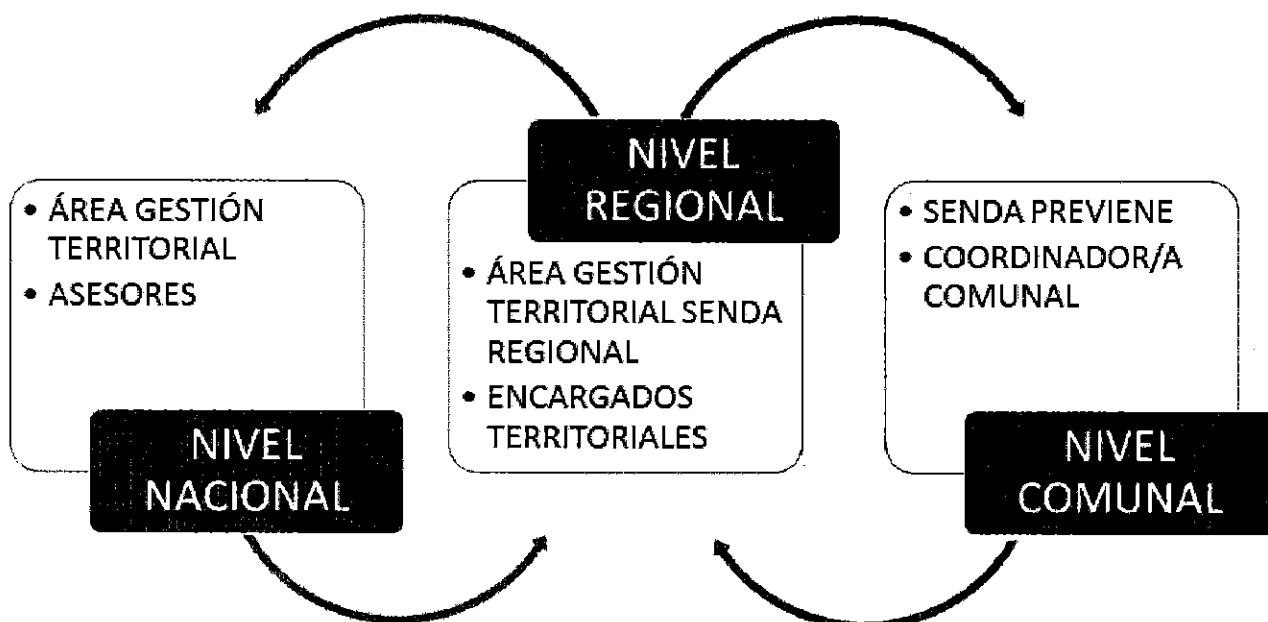 • ÁREA GESTIÓN
TERRITORIAL
• ASESORES
NIVEL
NACIONAL
NIVEL
REGIONAL
• ÁREA GESTIÓN
TERRITORIAL SENDA
REGIONAL
• ENCARGADOS
TERRITORIALES
• SENDA PREVIENE
• COORDINADOR/A
COMUNAL
NIVEL
COMUNAL